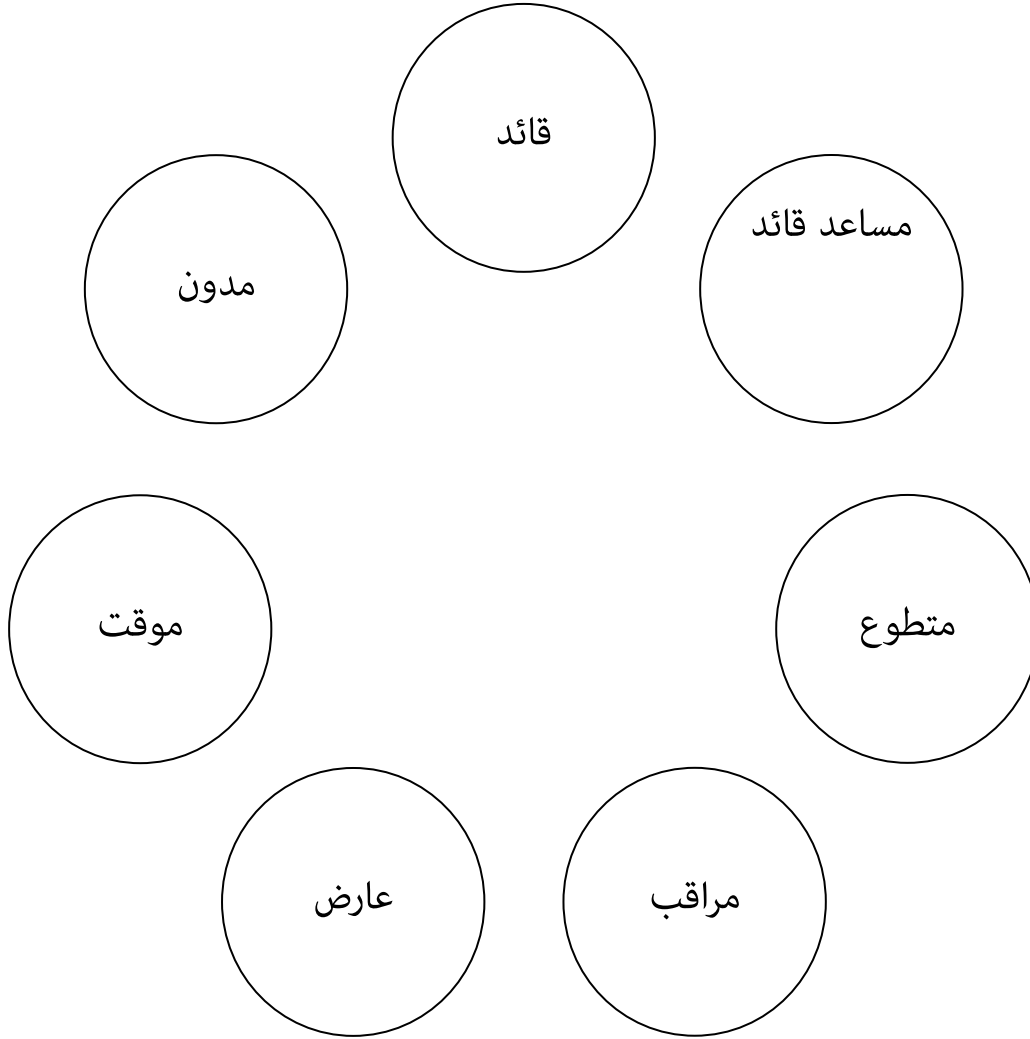 قائد
مساعد قائد
مدون
موقت
متطوع
عارض
مراقب